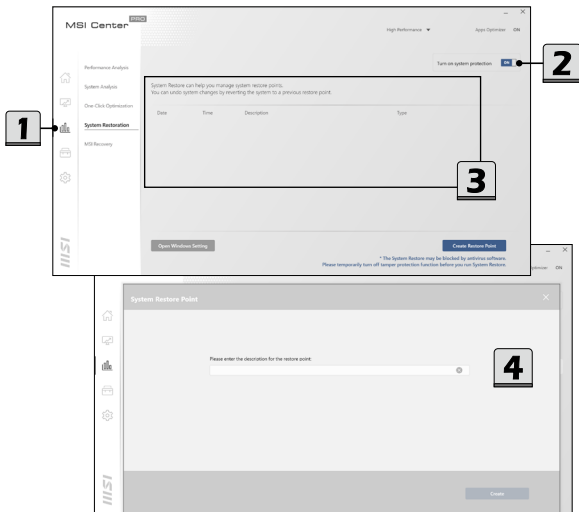 MSI Center PRO
High Performance
Apps Optimizer ON
Turn on system protection ON
2
Performance Analysis
System Analysis
One-Click Optimization
System Restoration
MSI Recovery
1
System Restore can help you manage system restore points.
You can undo system changes by reverting the system to a previous restore point.
Date Time Description Type
3
Open Windows Setting
Create Restore Point
* The System Restore may be blocked by antivirus software.
Please temporarily turn off tamper protection function before you run System Restore.
msi
ptimizer ON
System Restore Point
Please enter the description for the restore point:
4
Create
msi